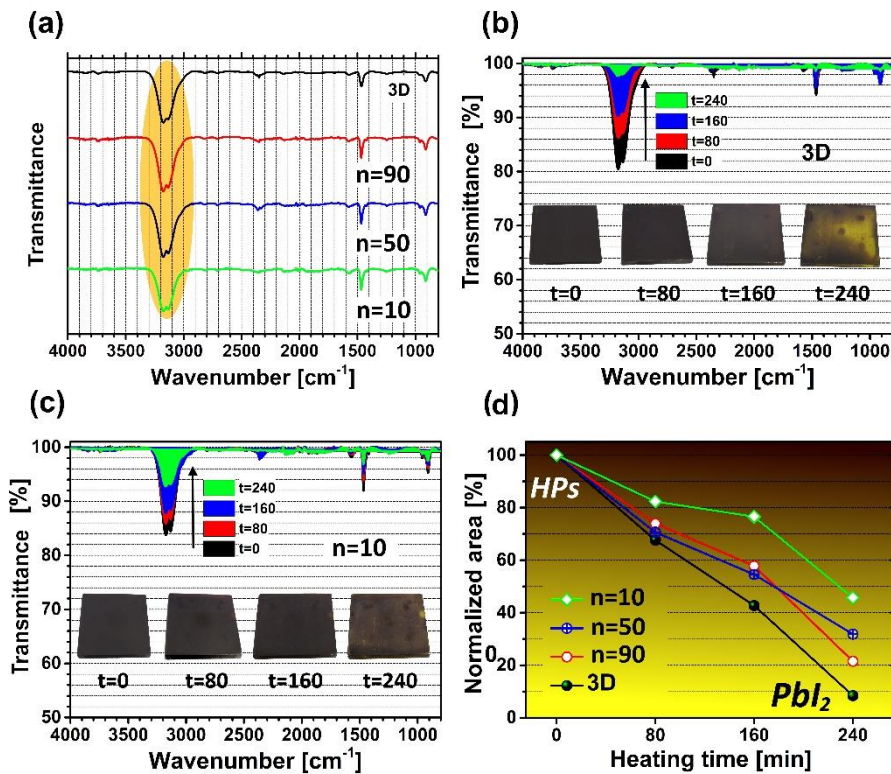 (a)
Transmittance
3D
n=90
n=50
n=10
4000 3500 3000 2500 2000 1500 1000
Wavenumber [cm⁻¹]
(b)
Transmittance [%]
100
90
80
70
60
50
t=240
t=160
t=80
t=0
3D
t=0 t=80 t=160 t=240
4000 3500 3000 2500 2000 1500 1000
Wavenumber [cm⁻¹]
(c)
Transmittance [%]
100
90
80
70
60
50
t=240
t=160
t=80
t=0
n=10
t=0 t=80 t=160 t=240
4000 3500 3000 2500 2000 1500 1000
Wavenumber [cm⁻¹]
(d)
Normalized area [%]
100
80
60
40
20
0
0
HPs
n=10
n=50
n=90
3D
PbI₂
0 80 160 240
Heating time [min]